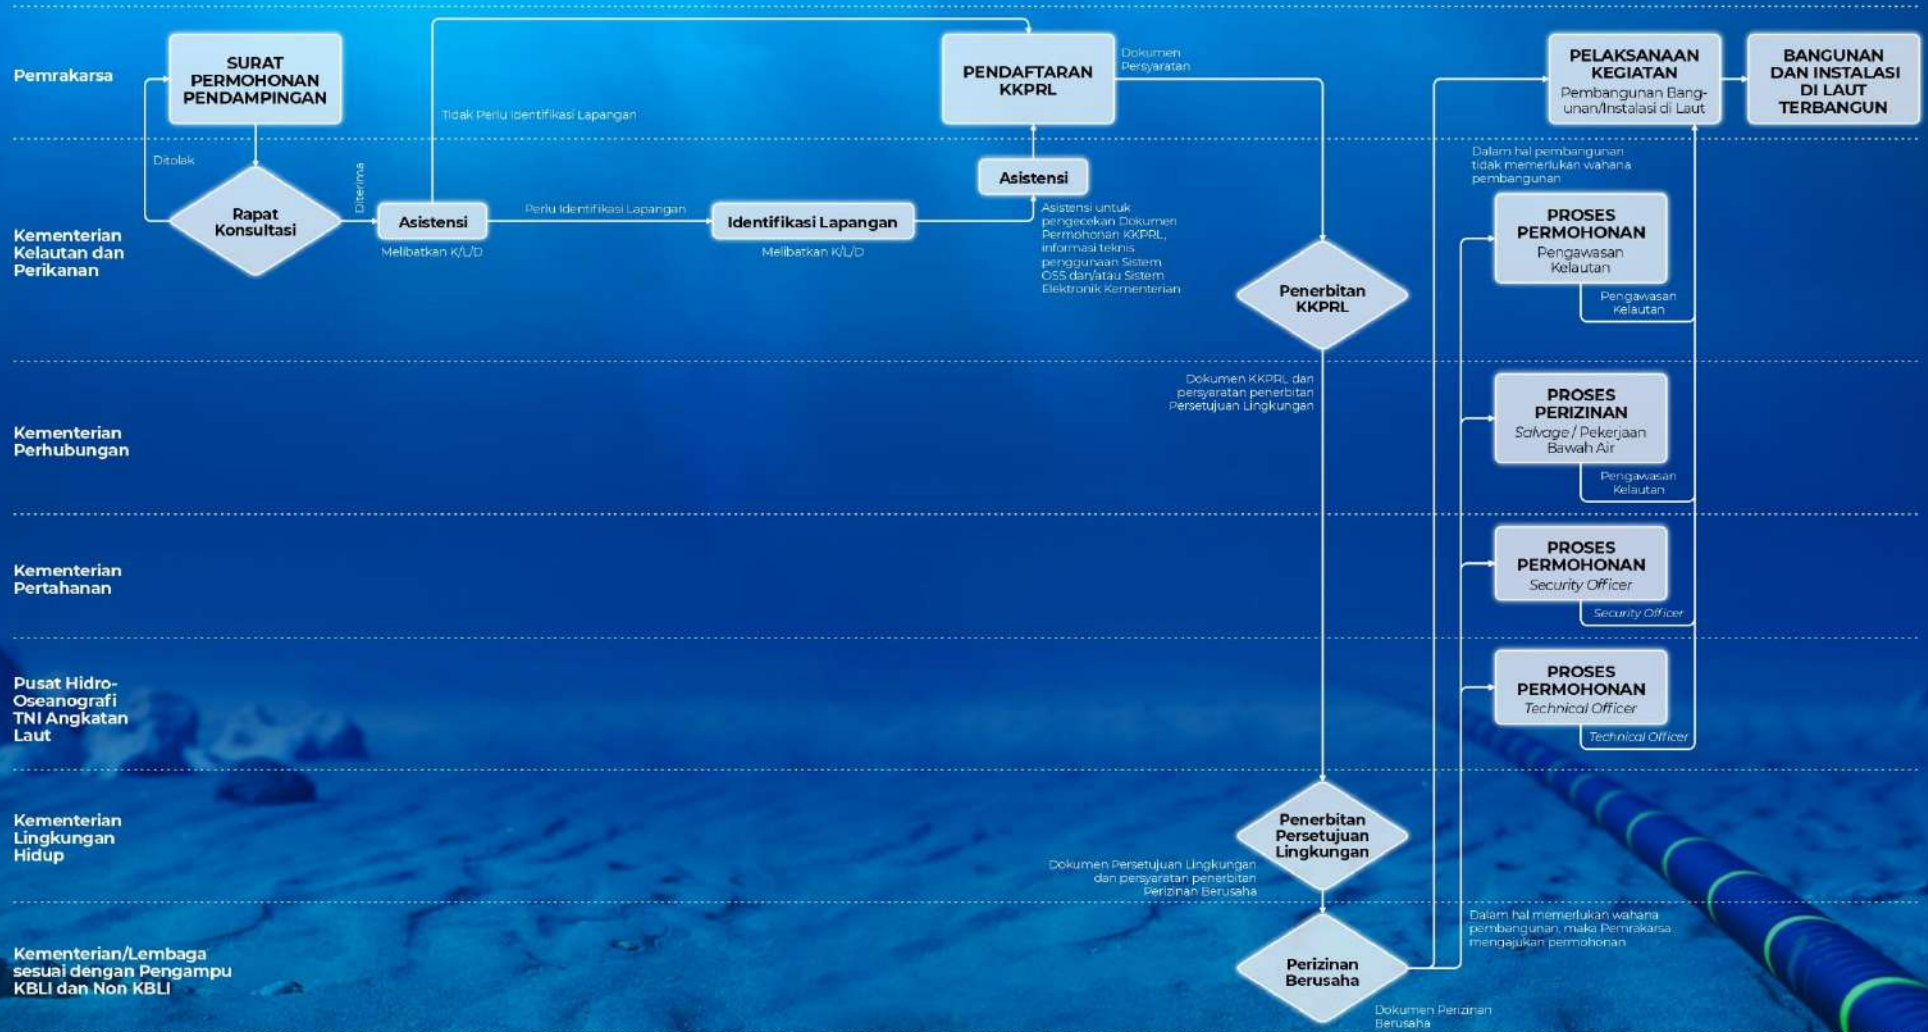 Pemrakarsa
SURAT
PERMOHONAN
PENDAMPINGAN
Tidak Perlu Identifikasi Lapangan
PENDAFTARAN
KKPRL
Dokumen
Persyaratan
PELAKSANAAN
KEGIATAN
Pembangunan Bang-
unan/Instalasi di Laut
BANGUNAN
DAN INSTALASI
DI LAUT
TERBANGUN
Kementerian
Kelautan dan
Perikanan
Ditolak
Rapat
Konsultasi
Diterima
Asistensi
Melibatkan K/L/D
Perlu Identifikasi Lapangan
Identifikasi Lapangan
Melibatkan K/L/D
Asistensi
Asistensi untuk
pengecekan Dokumen
Permohonan KKPRL,
informasi teknis
penggunaan Sistem
OSS dan/atau Sistem
Elektronik Kementerian
Penerbitan
KKPRL
Dalam hal pembangunan
tidak memerlukan wahana
pembangunan
PROSES
PERMOHONAN
Pengawasan
Kelautan
Pengawasan
Kelautan
Kementerian
Perhubungan
Dokumen KKPRL dan
persyaratan penerbitan
Persetujuan Lingkungan
PROSES
PERIZINAN
Salvage / Pekerjaan
Bawah Air
Pengawasan
Kelautan
Kementerian
Pertahanan
PROSES
PERMOHONAN
Security Officer
Security Officer
Pusat Hidro-
Oseanografi
TNI Angkatan
Laut
PROSES
PERMOHONAN
Technical Officer
Technical Officer
Kementerian
Lingkungan
Hidup
Penerbitan
Persetujuan
Lingkungan
Dokumen Persetujuan Lingkungan
dan persyaratan penerbitan
Perizinan Berusaha
Kementerian/Lembaga
sesuai dengan Pengampu
KBLI dan Non KBLI
Perizinan
Berusaha
Dalam hal memerlukan wahana
pembangunan, maka Pemrakarsa
mengajukan permohonan
Dokumen Perizinan
Berusaha